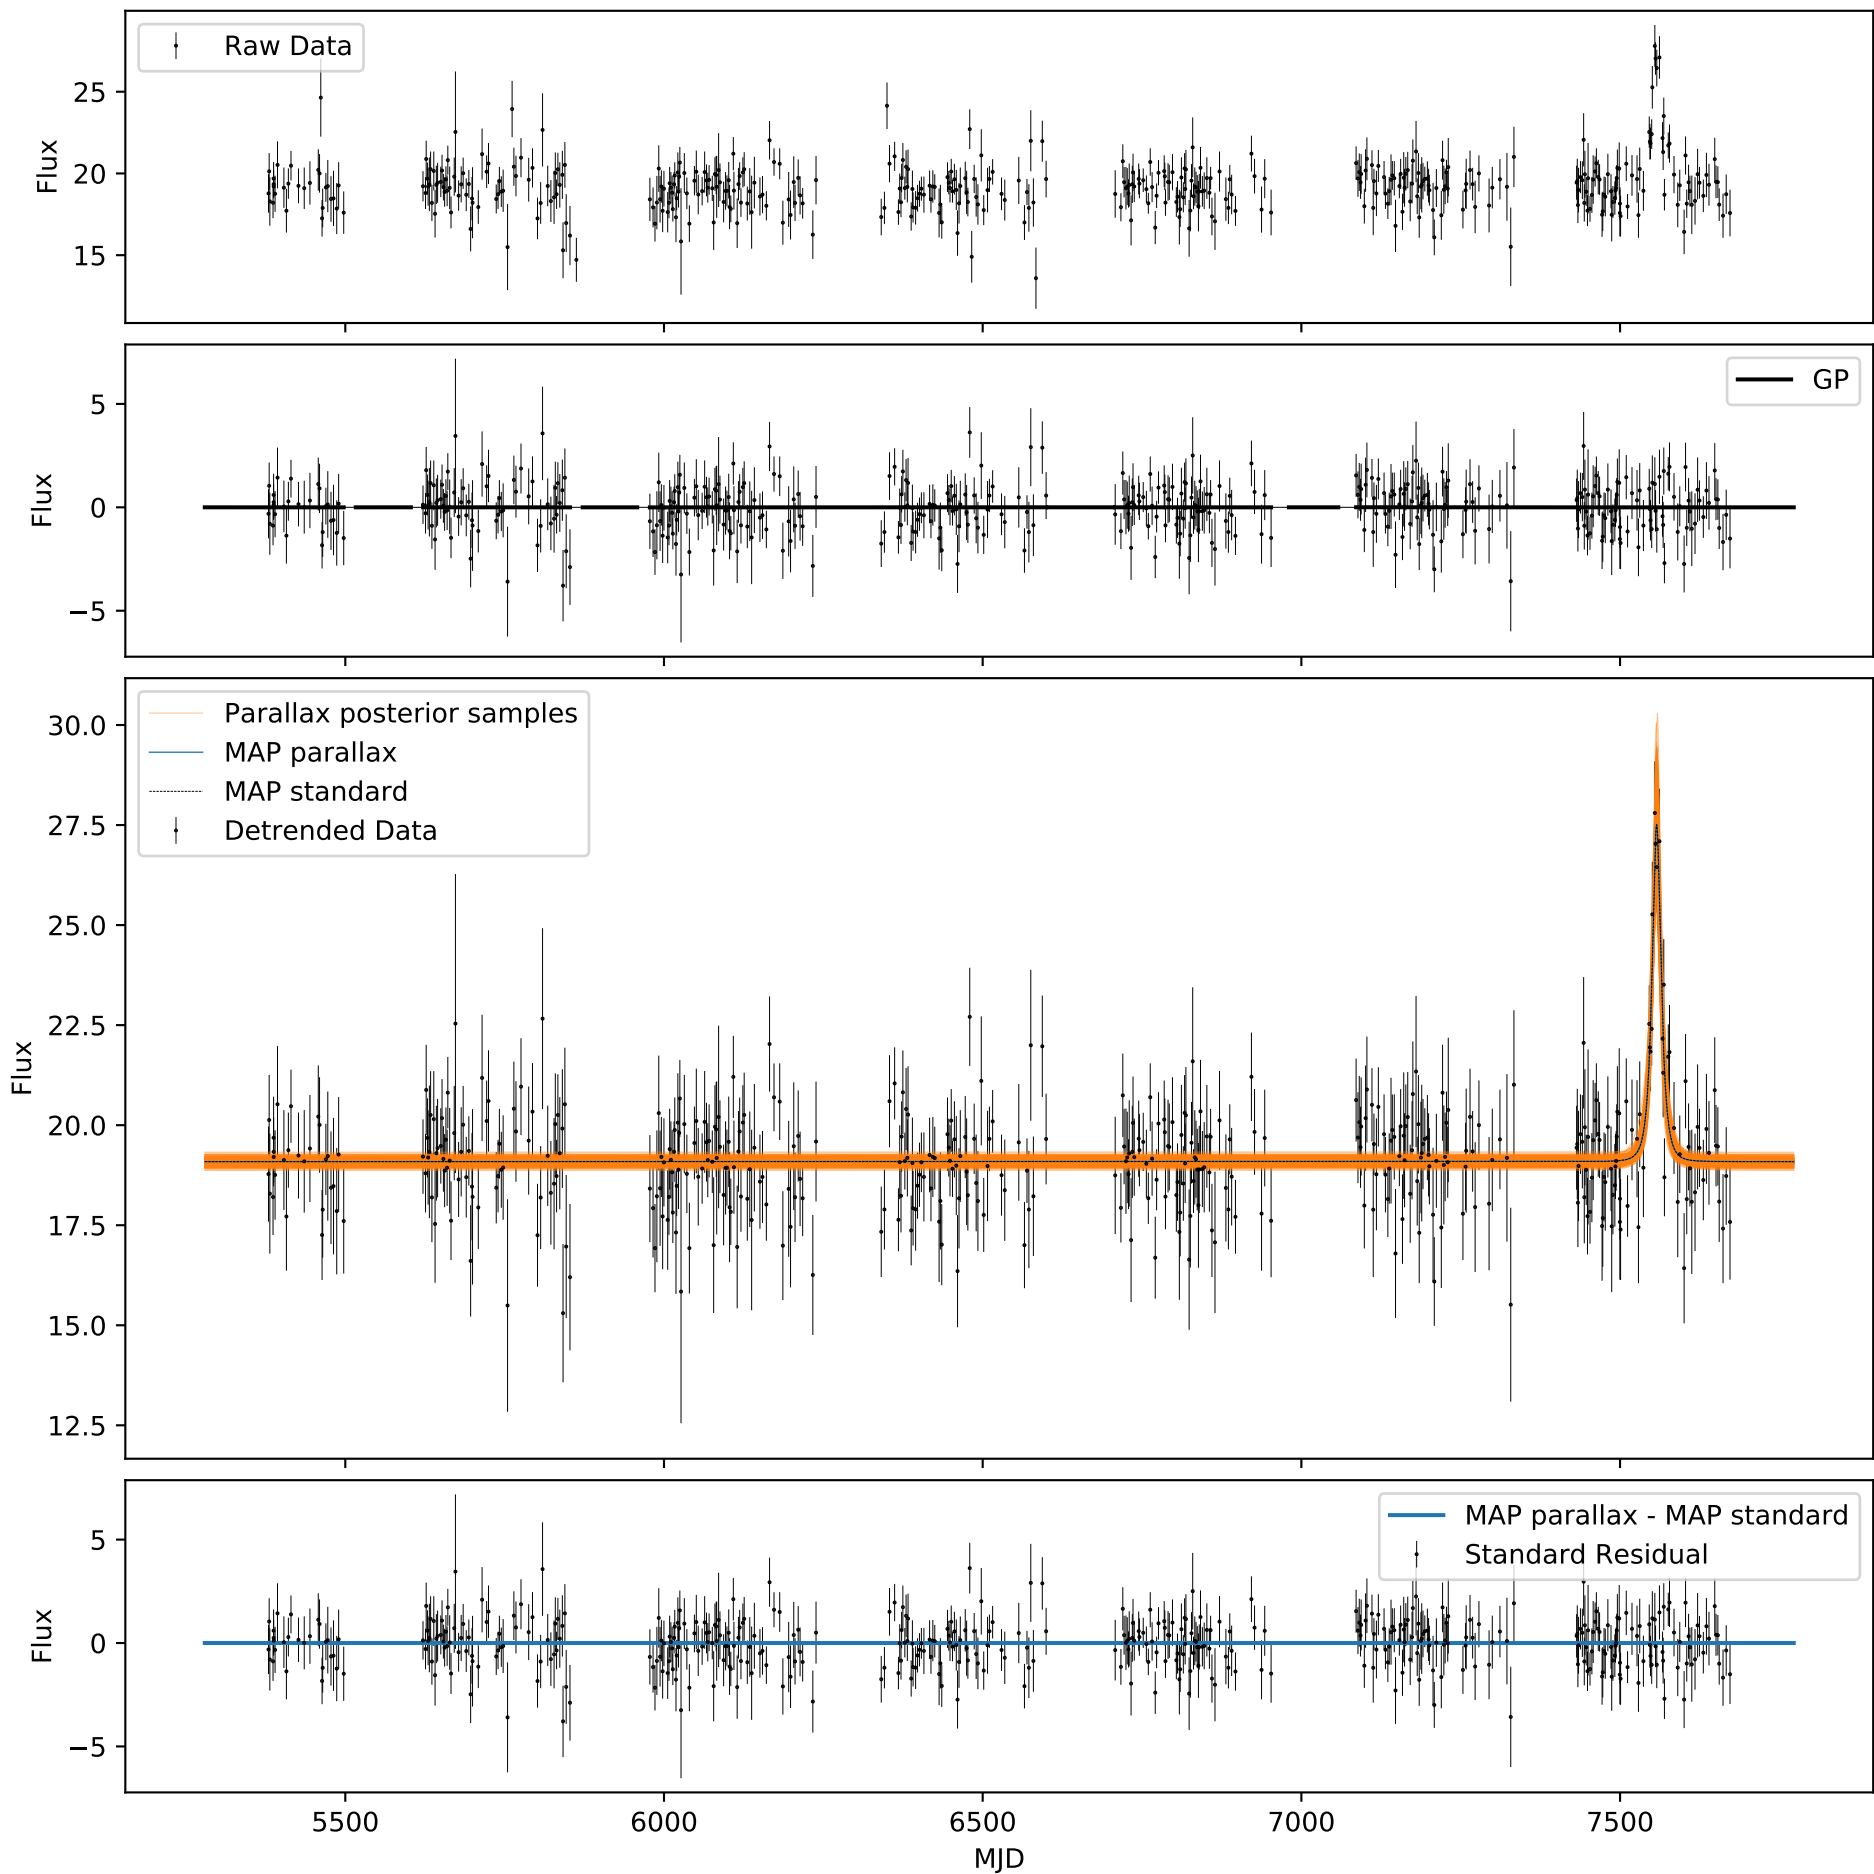 Raw Data
25
20
15
Flux
GP
5
0
−5
Flux
Parallax posterior samples
MAP parallax
MAP standard
Detrended Data
30.0
27.5
25.0
22.5
20.0
17.5
15.0
12.5
Flux
MAP parallax - MAP standard
Standard Residual
5
0
−5
Flux
5500 6000 6500 7000 7500
MJD